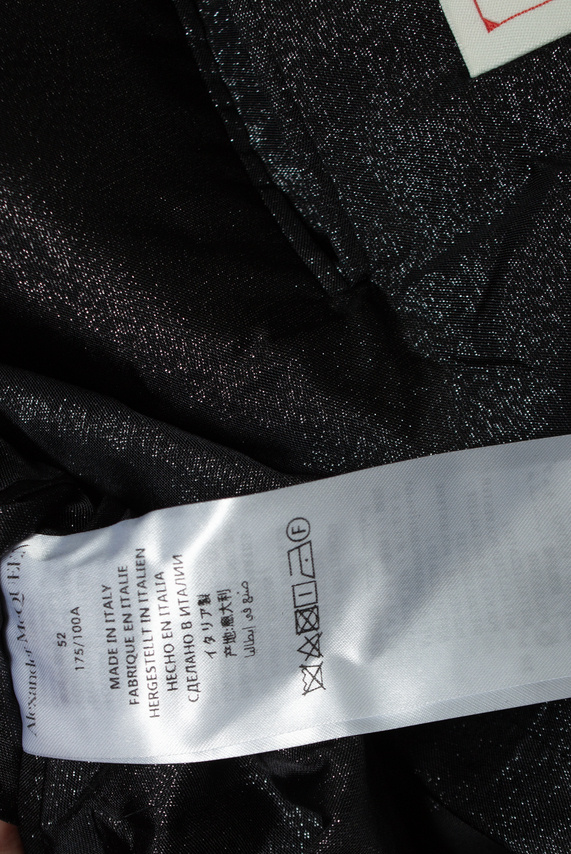 Alexander McQUEEN
52
175/100A
MADE IN ITALY
FABRIQUE EN ITALIE
HERGESTELLT IN ITALIEN
HECHO EN ITALIA
СДЕЛАНО В ИТАЛИИ
イタリア製
产地:意大利
صنع في ايطاليا
F